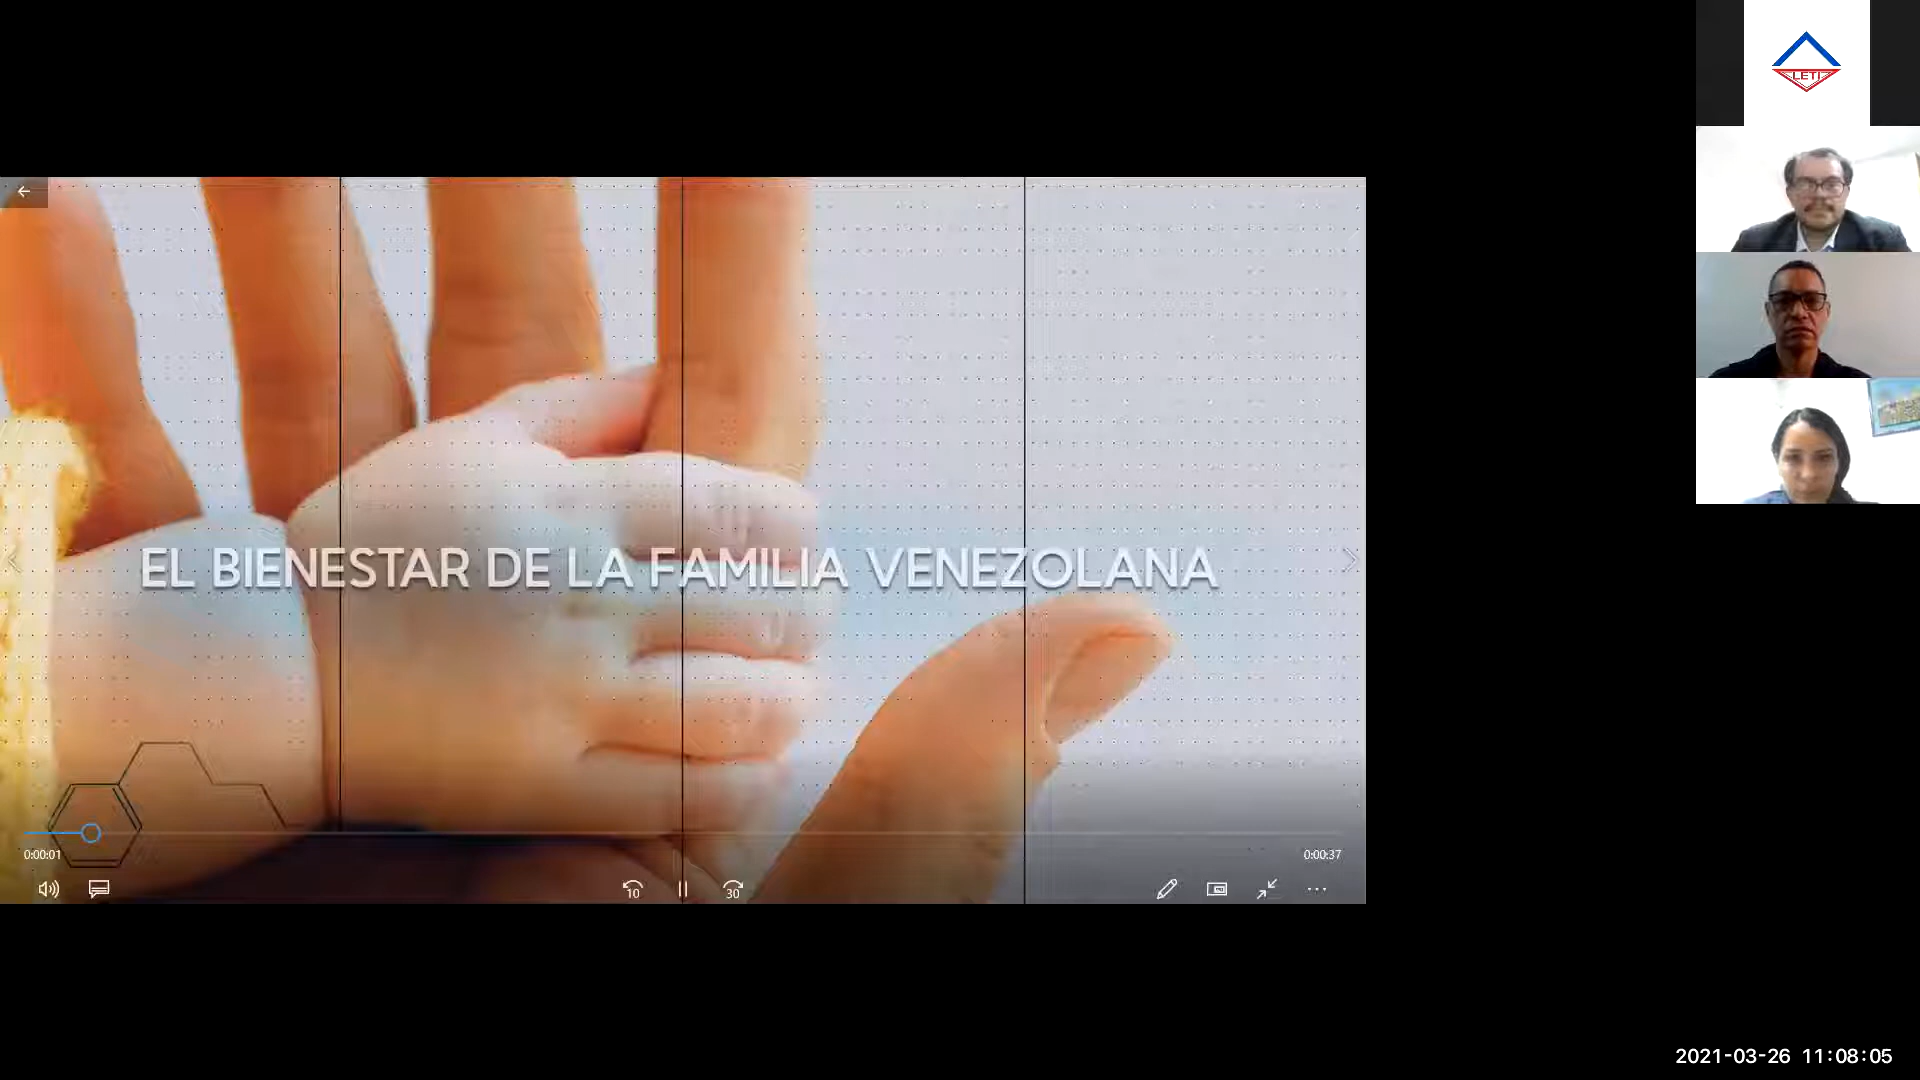 LETI
EL BIENESTAR DE LA FAMILIA VENEZOLANA
0:00:01
0:00:37
10
30
2021-03-26 11:08:05